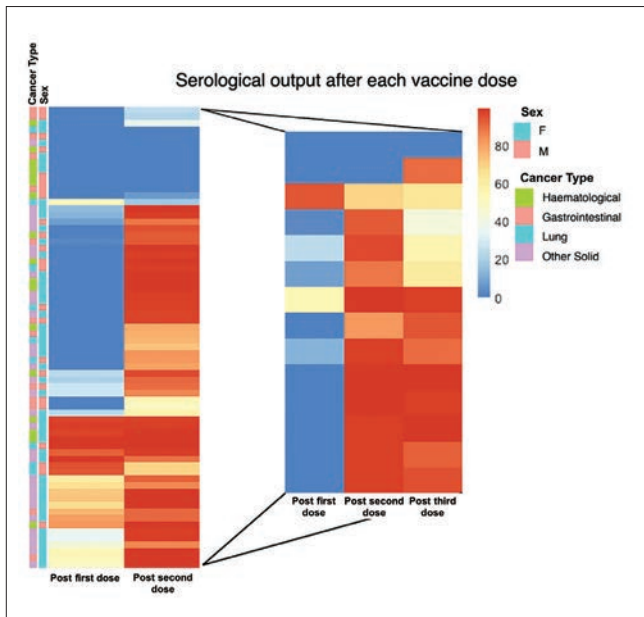 Cancer Type
Sex
Serological output after each vaccine dose
80
60
40
20
0
Sex
F
M
Cancer Type
Haematological
Gastrointestinal
Lung
Other Solid
Post first dose
Post second
dose
Post first
dose
Post second
dose
Post third
dose